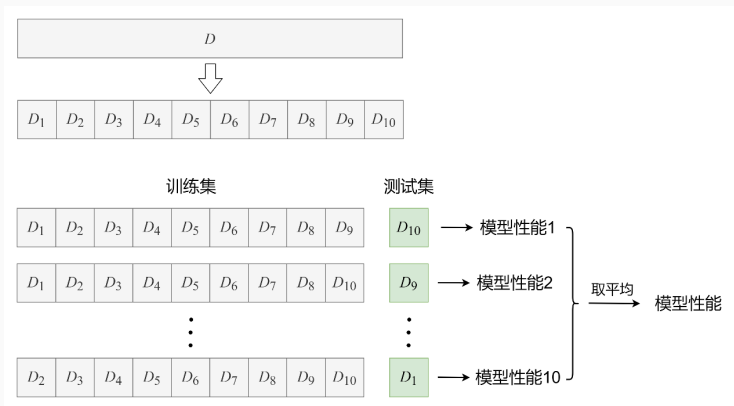 D
D₁ D₂ D₃ D₄ D₅ D₆ D₇ D₈ D₉ D₁₀
训练集 测试集
D₁ D₂ D₃ D₄ D₅ D₆ D₇ D₈ D₉ D₁₀ 模型性能1
D₁ D₂ D₃ D₄ D₅ D₆ D₇ D₈ D₁₀ D₉ 模型性能2
取平均 模型性能
D₂ D₃ D₄ D₅ D₆ D₇ D₈ D₉ D₁₀ D₁ 模型性能10